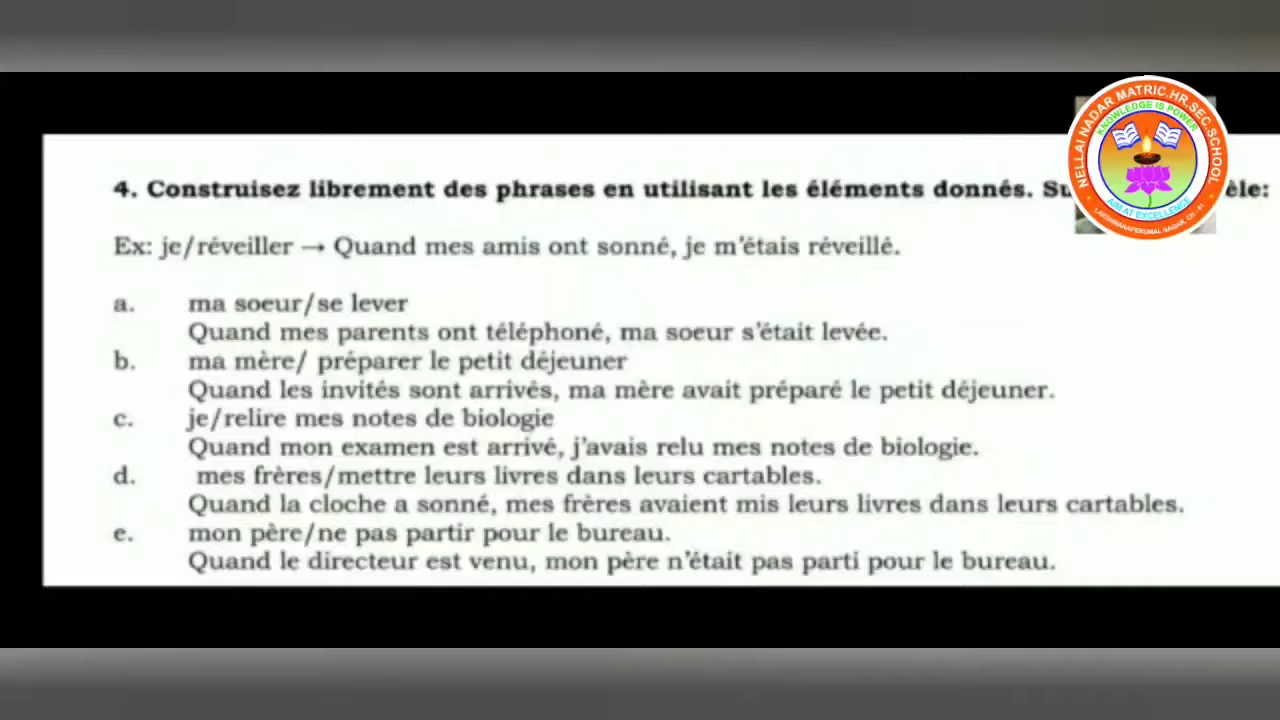 NELLAI NADAR MATRIC.HR.SEC.SCHOOL
KNOWLEDGE IS POWER
AIM AT EXCELLENCE
4. Construisez librement des phrases en utilisant les éléments donnés.
Ex: je/réveiller → Quand mes amis ont sonné, je m'étais réveillé.
a. ma soeur/se lever
Quand mes parents ont téléphoné, ma soeur s'était levée.
b. ma mère/ préparer le petit déjeuner
Quand les invités sont arrivés, ma mère avait préparé le petit déjeuner.
c. je/relire mes notes de biologie
Quand mon examen est arrivé, j'avais relu mes notes de biologie.
d. mes frères/mettre leurs livres dans leurs cartables.
Quand la cloche a sonné, mes frères avaient mis leurs livres dans leurs cartables.
e. mon père/ne pas partir pour le bureau.
Quand le directeur est venu, mon père n'était pas parti pour le bureau.